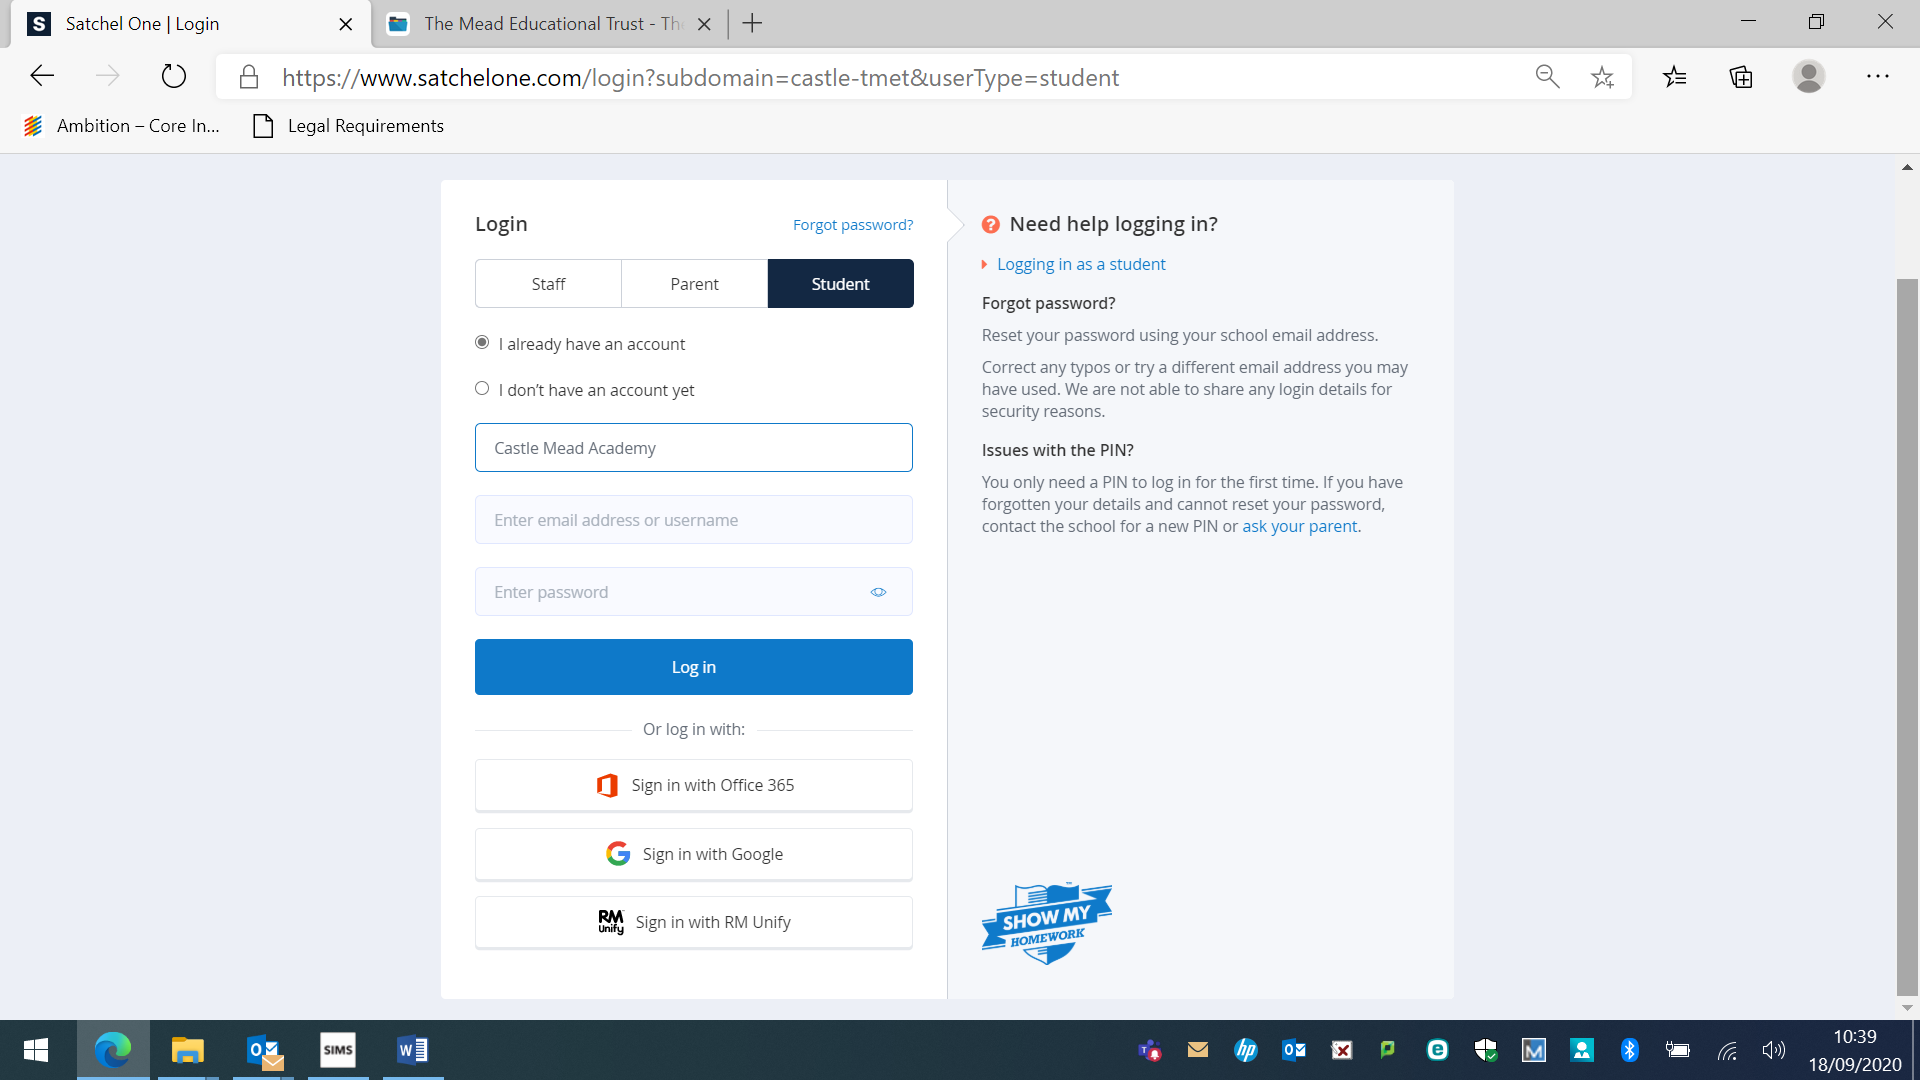 Satchel One | Login
The Mead Educational Trust - Th
https://www.satchelone.com/login?subdomain=castle-tmet&userType=student
Ambition – Core In...
Legal Requirements
Login
Forgot password?
Staff
Parent
Student
I already have an account
I don't have an account yet
Castle Mead Academy
Enter email address or username
Enter password
Log in
Or log in with:
Sign in with Office 365
Sign in with Google
RM
Unify
Sign in with RM Unify
Need help logging in?
Logging in as a student
Forgot password?
Reset your password using your school email address.
Correct any typos or try a different email address you may
have used. We are not able to share any login details for
security reasons.
Issues with the PIN?
You only need a PIN to log in for the first time. If you have
forgotten your details and cannot reset your password,
contact the school for a new PIN or ask your parent.
SHOW MY
HOMEWORK
SIMS
10:39
18/09/2020